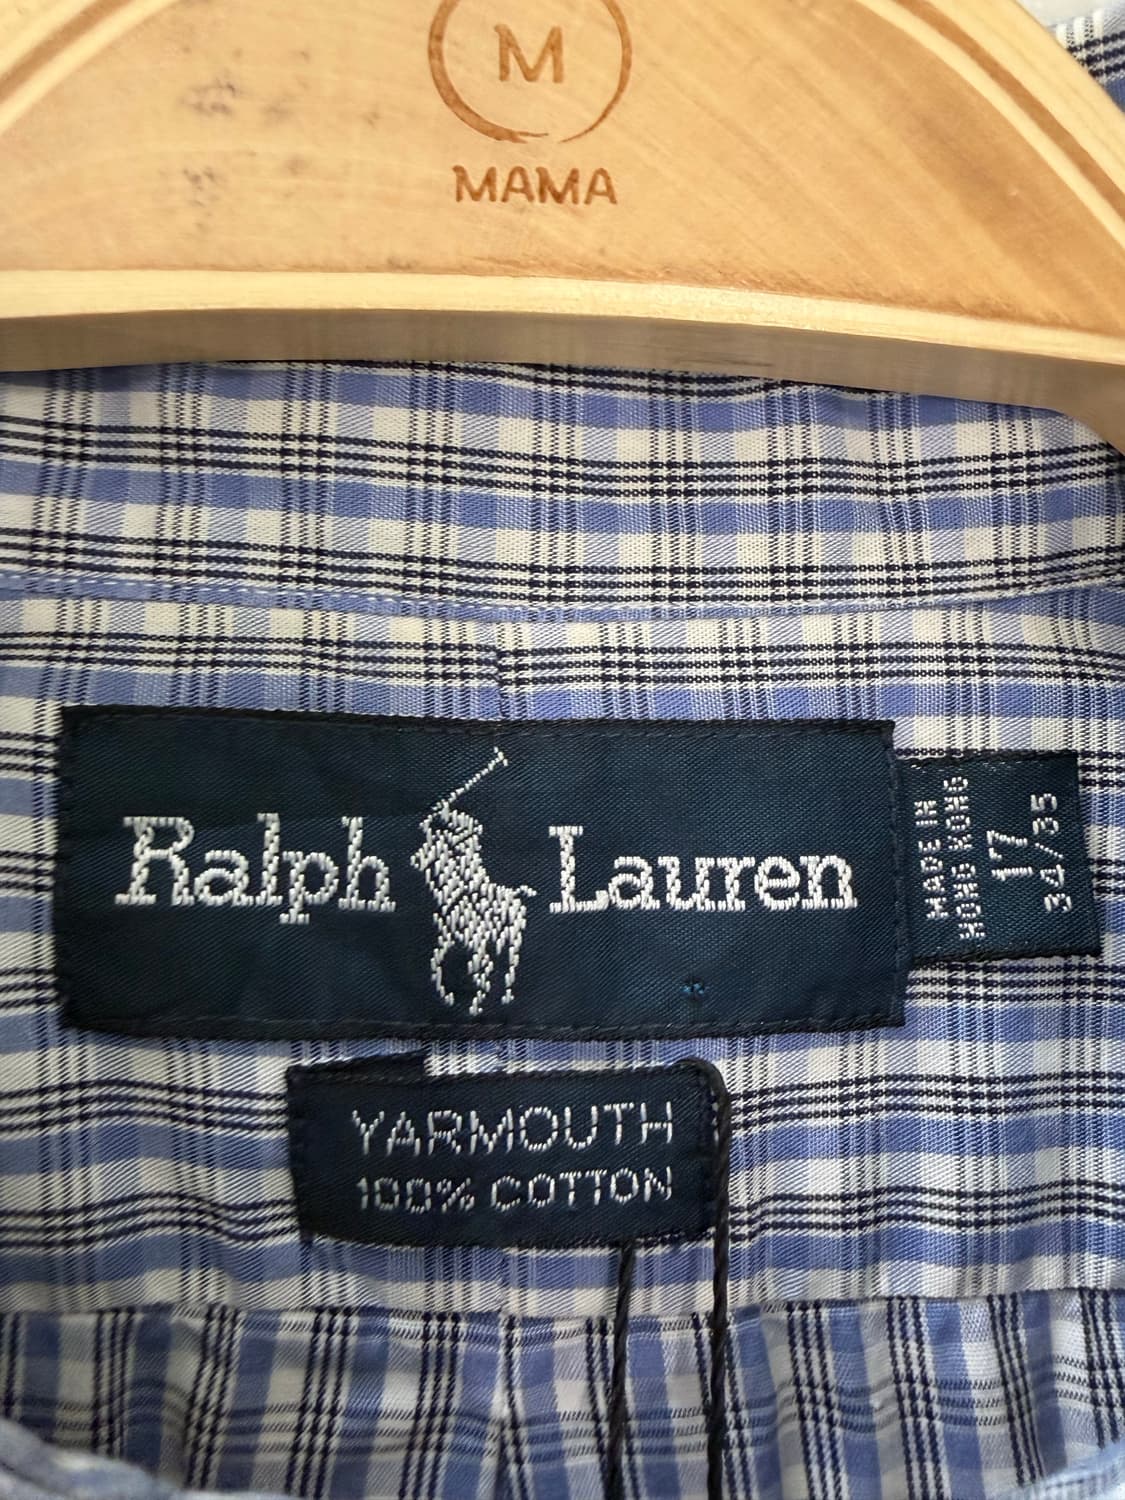 M
MAMA
Ralph Lauren
MADE IN
HONG KONG
17
34/35
YARMOUTH
100% COTTON